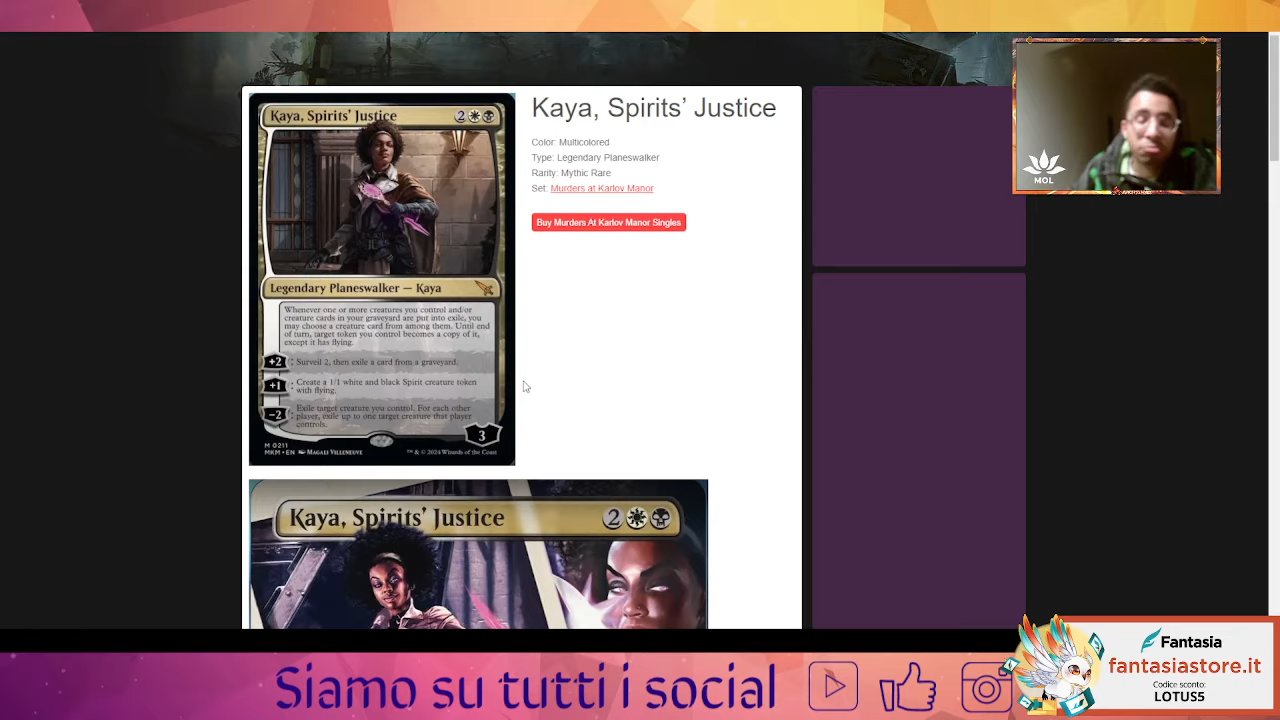 Kaya, Spirits' Justice
2
Legendary Planeswalker — Kaya
Whenever one or more creatures you control and/or
creature cards in your graveyard are put into exile, you
may choose a creature card from among them. Until end
of turn, target token you control becomes a copy of it,
except it has flying.
+2 : Surveil 2, then exile a card from a graveyard.
+1 : Create a 1/1 white and black Spirit creature token
with flying.
−2 : Exile target creature you control. For each other
player, exile up to one target creature that player
controls.
3
M 0211
MKM • EN MAGALI VILLENEUVE
™ & © 2024 Wizards of the Coast
Kaya, Spirits’ Justice
Color: Multicolored
Type: Legendary Planeswalker
Rarity: Mythic Rare
Set: Murders at Karlov Manor
Buy Murders At Karlov Manor Singles
Kaya, Spirits' Justice
2
MOL
Fantasia
fantasiastore.it
Codice sconto:
LOTUS5
Siamo su tutti i social